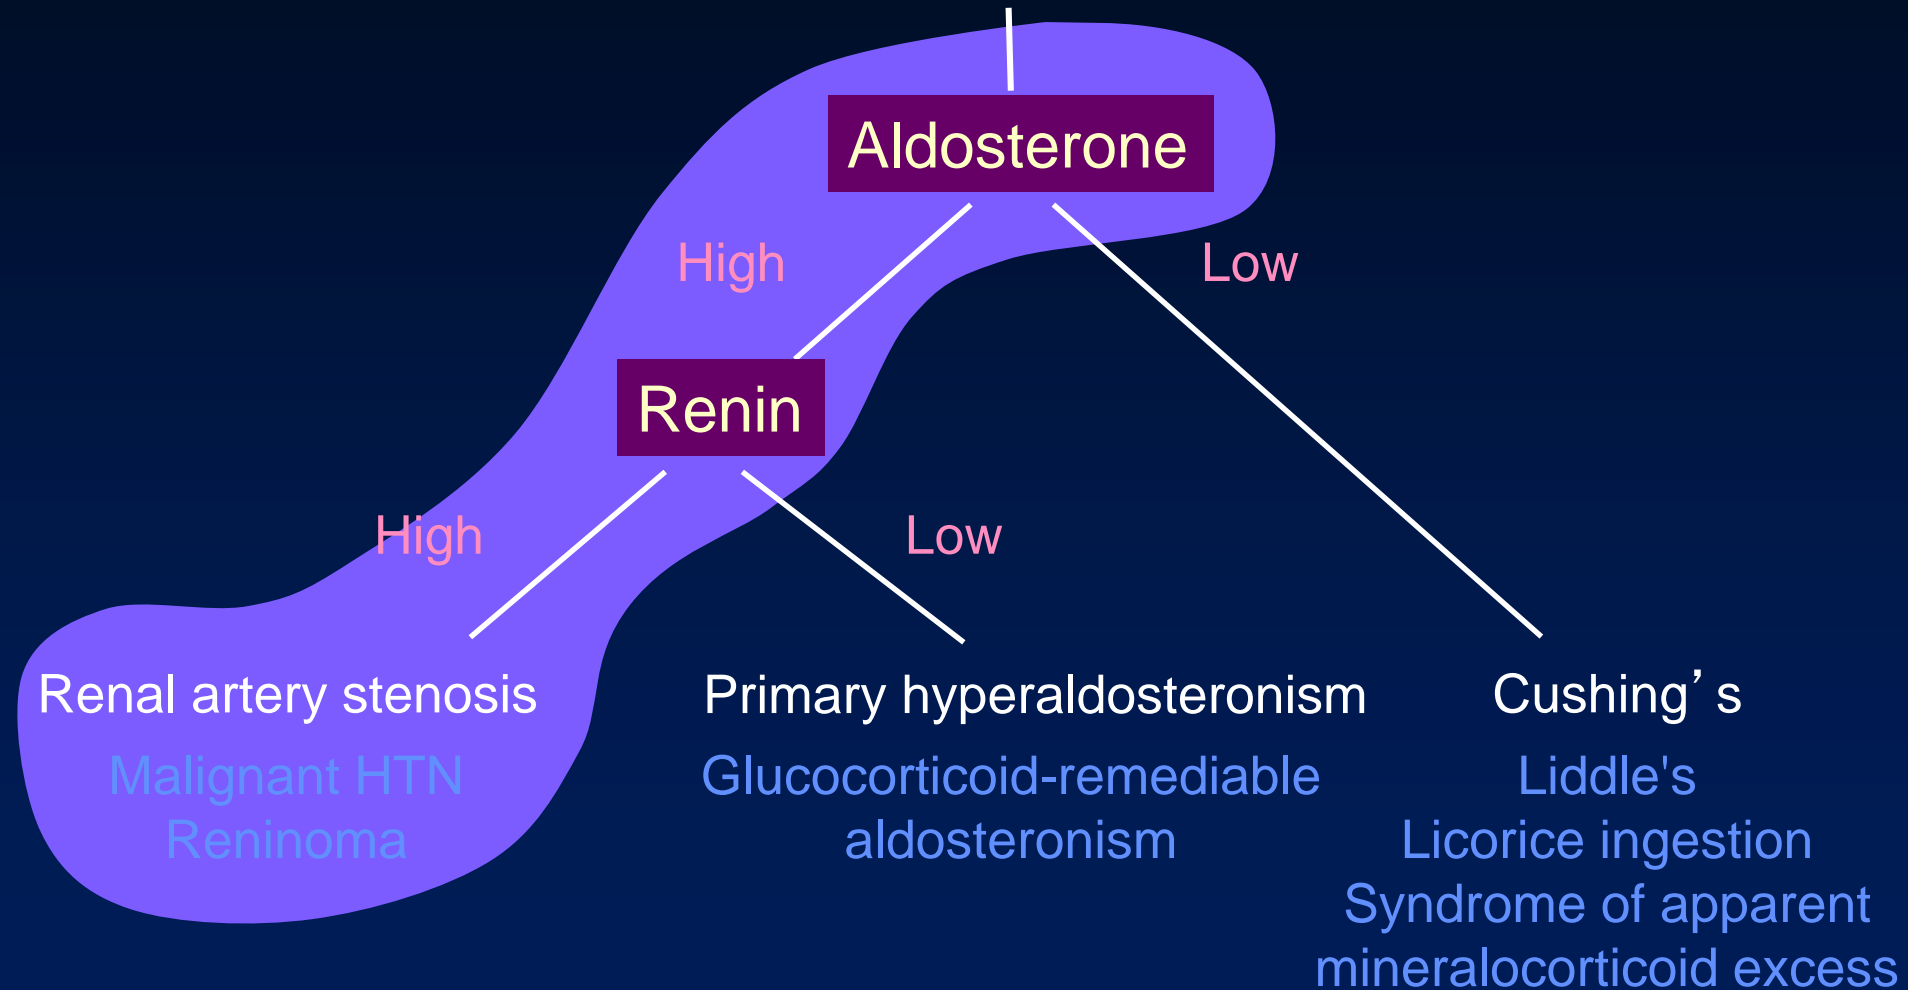 Aldosterone
High
Low
Renin
High
Low
Renal artery stenosis
Malignant HTN
Reninoma
Primary hyperaldosteronism
Glucocorticoid-remediable
aldosteronism
Cushing’s
Liddle's
Licorice ingestion
Syndrome of apparent
mineralocorticoid excess